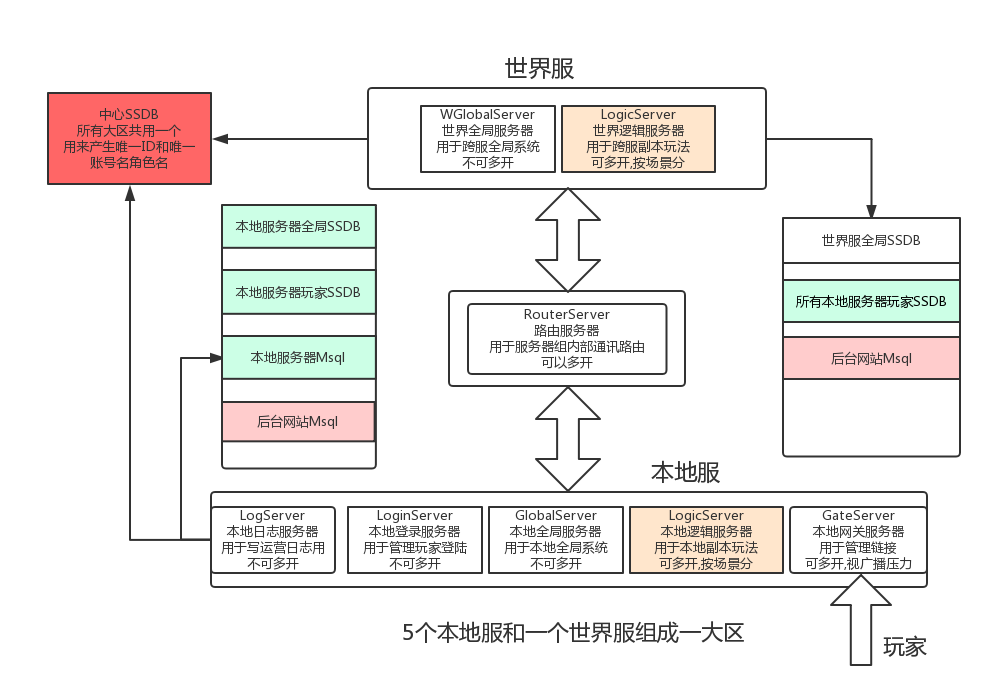 世界服
中心SSDB
所有大区共用一个
用来产生唯一ID和唯一
账号名角色名
WGlobalServer
世界全局服务器
用于跨服全局系统
不可多开
LogicServer
世界逻辑服务器
用于跨服副本玩法
可多开,按场景分
本地服务器全局SSDB
本地服务器玩家SSDB
本地服务器Msql
后台网站Msql
世界服全局SSDB
所有本地服务器玩家SSDB
后台网站Msql
RouterServer
路由服务器
用于服务器组内部通讯路由
可以多开
本地服
LogServer
本地日志服务器
用于写运营日志用
不可多开
LoginServer
本地登录服务器
用于管理玩家登陆
不可多开
GlobalServer
本地全局服务器
用于本地全局系统
不可多开
LogicServer
本地逻辑服务器
用于本地副本玩法
可多开,按场景分
GateServer
本地网关服务器
用于管理链接
可多开,视广播压力
5个本地服和一个世界服组成一大区
玩家